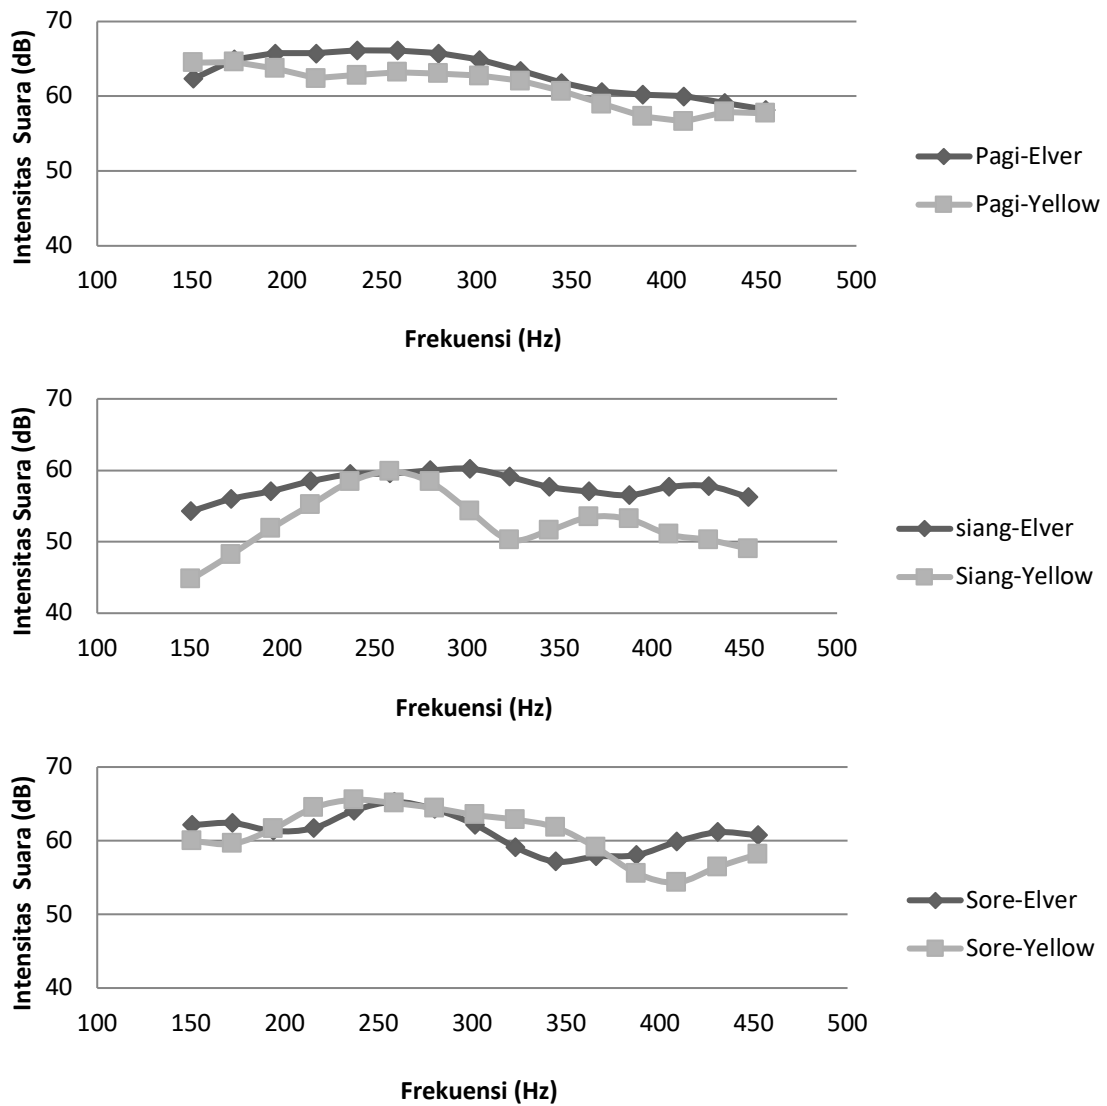 Intensitas Suara (dB)
70
60
50
40
100 150 200 250 300 350 400 450 500
Frekuensi (Hz)
Pagi-Elver
Pagi-Yellow
Intensitas Suara (dB)
70
60
50
40
100 150 200 250 300 350 400 450 500
Frekuensi (Hz)
siang-Elver
Siang-Yellow
Intensitas Suara (dB)
70
60
50
40
100 150 200 250 300 350 400 450 500
Frekuensi (Hz)
Sore-Elver
Sore-Yellow